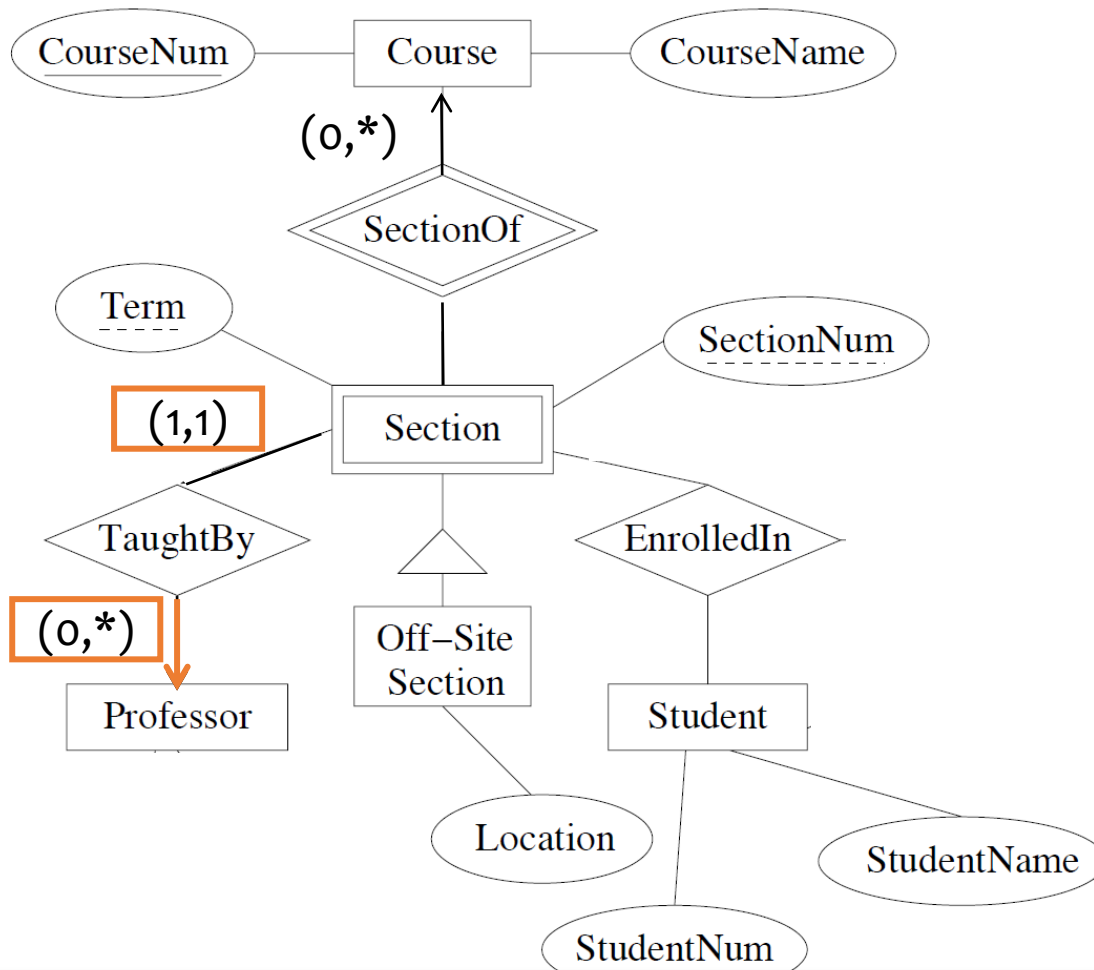 CourseNum
Course
CourseName
(0,*)
SectionOf
Term
SectionNum
(1,1)
Section
TaughtBy
EnrolledIn
(0,*)
Off-Site
Section
Professor
Student
Location
StudentName
StudentNum